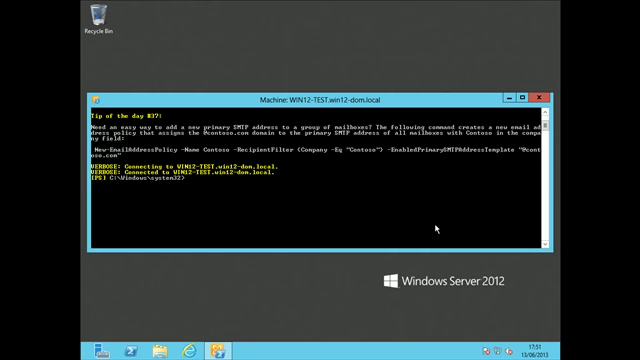 Recycle Bin
Machine: WIN12-TEST.win12-dom.local
Tip of the day #37:
Need an easy way to add a new primary SMTP address to a group of mailboxes? The following command creates a new email ad
dress policy that assigns the @contoso.com domain to the primary SMTP address of all mailboxes with Contoso in the compa
ny field:
New-EmailAddressPolicy -Name Contoso -RecipientFilter {Company -Eq "Contoso"} -EnabledPrimarySMTPAddressTemplate "@cont
oso.com"
VERBOSE: Connecting to WIN12-TEST.win12-dom.local.
VERBOSE: Connected to WIN12-TEST.win12-dom.local.
[PS] C:\Windows\system32>
Windows Server 2012
17:51
13/06/2013